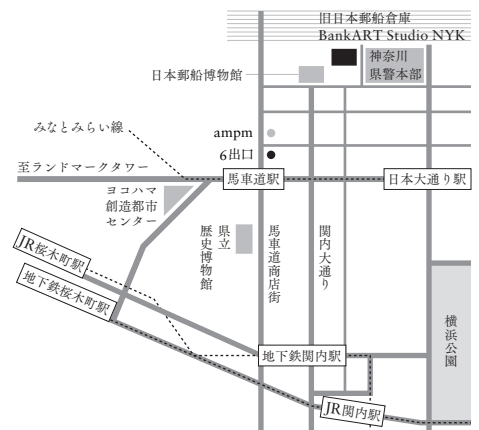 旧日本郵船倉庫
BankART Studio NYK
神奈川
県警本部
日本郵船博物館
みなとみらい線
ampm
6出口
至ランドマークタワー
馬車道駅
日本大通り駅
ヨコハマ
創造都市
センター
県立
歴史博物館
馬車道商店街
関内大通り
JR桜木町駅
地下鉄桜木町駅
横浜公園
地下鉄関内駅
JR関内駅